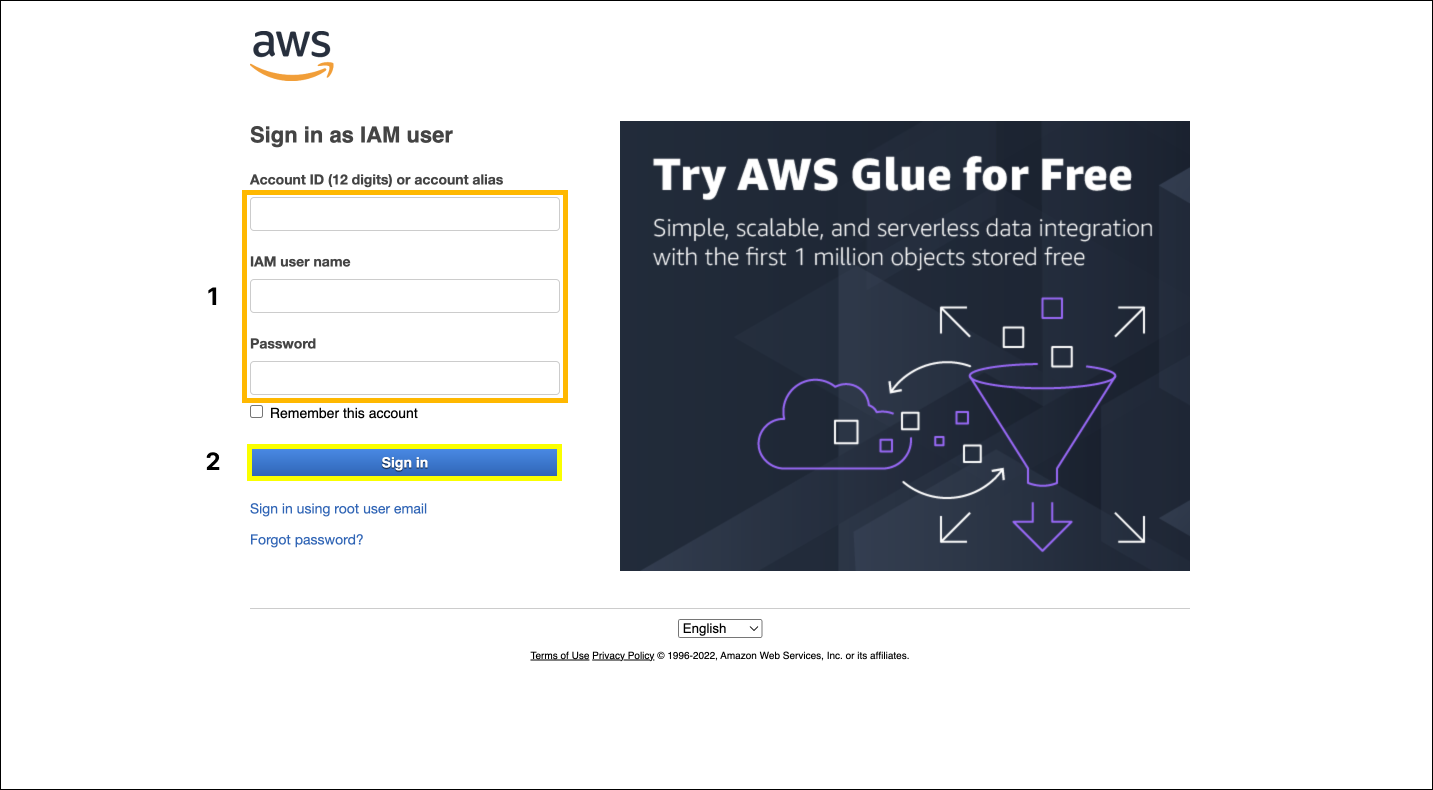 aws
Sign in as IAM user
Account ID (12 digits) or account alias
IAM user name
1
Password
Remember this account
2
Sign in
Sign in using root user email
Forgot password?
Try AWS Glue for Free
Simple, scalable, and serverless data integration
with the first 1 million objects stored free
English
Terms of Use Privacy Policy © 1996-2022, Amazon Web Services, Inc. or its affiliates.